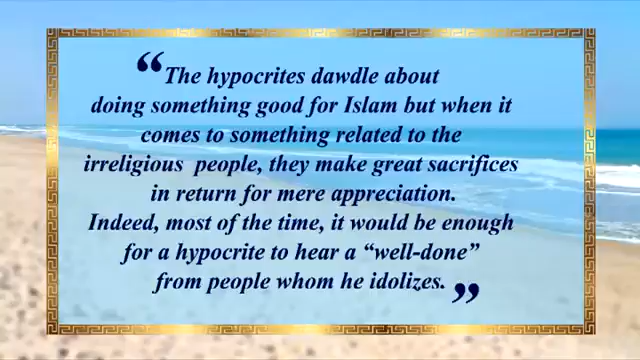 “The hypocrites dawdle about
doing something good for Islam but when it
comes to something related to the
irreligious people, they make great sacrifices
in return for mere appreciation.
Indeed, most of the time, it would be enough
for a hypocrite to hear a “well-done”
from people whom he idolizes.”